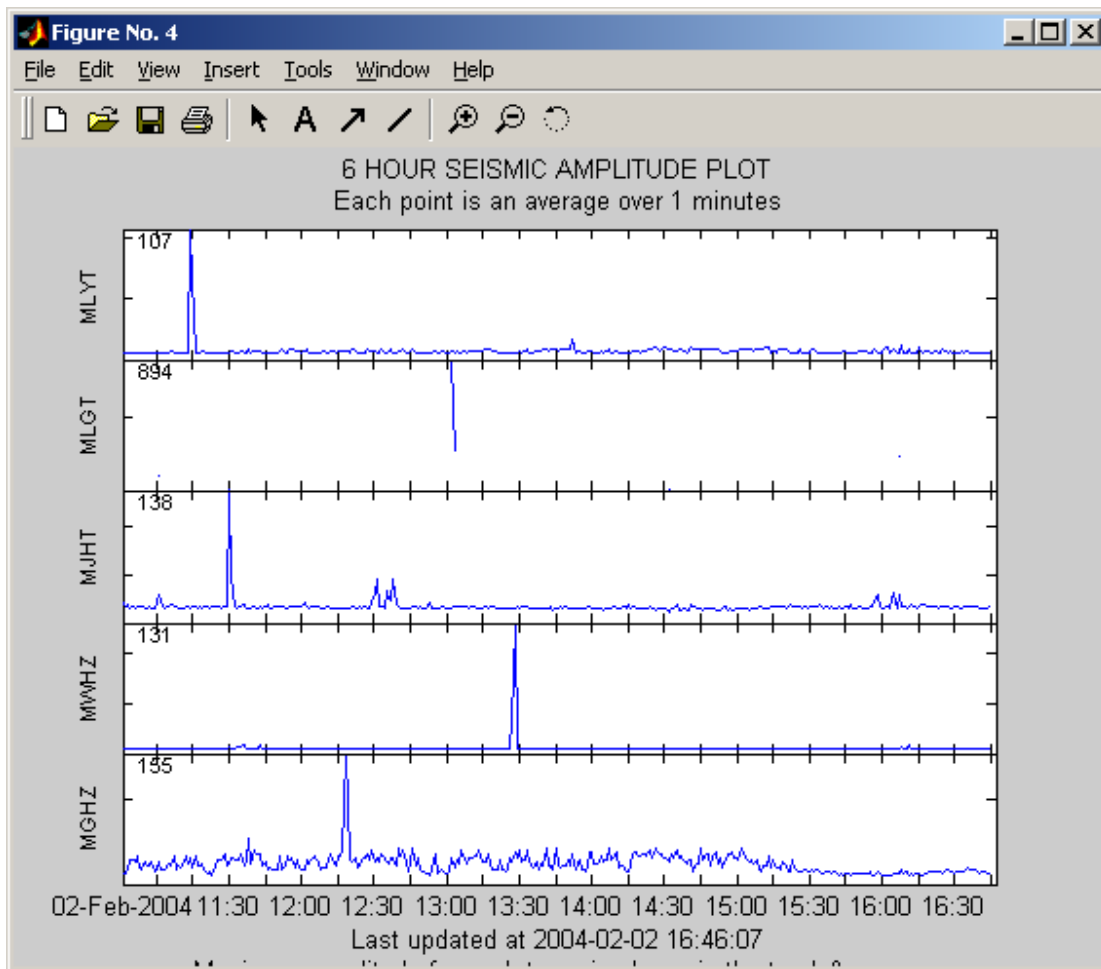 Figure No. 4
File Edit View Insert Tools Window Help
A
6 HOUR SEISMIC AMPLITUDE PLOT
Each point is an average over 1 minutes
107
MLYT
894
MLGT
138
MJHT
131
MWHZ
155
MGHZ
02-Feb-2004 11:30 12:00 12:30 13:00 13:30 14:00 14:30 15:00 15:30 16:00 16:30
Last updated at 2004-02-02 16:46:07